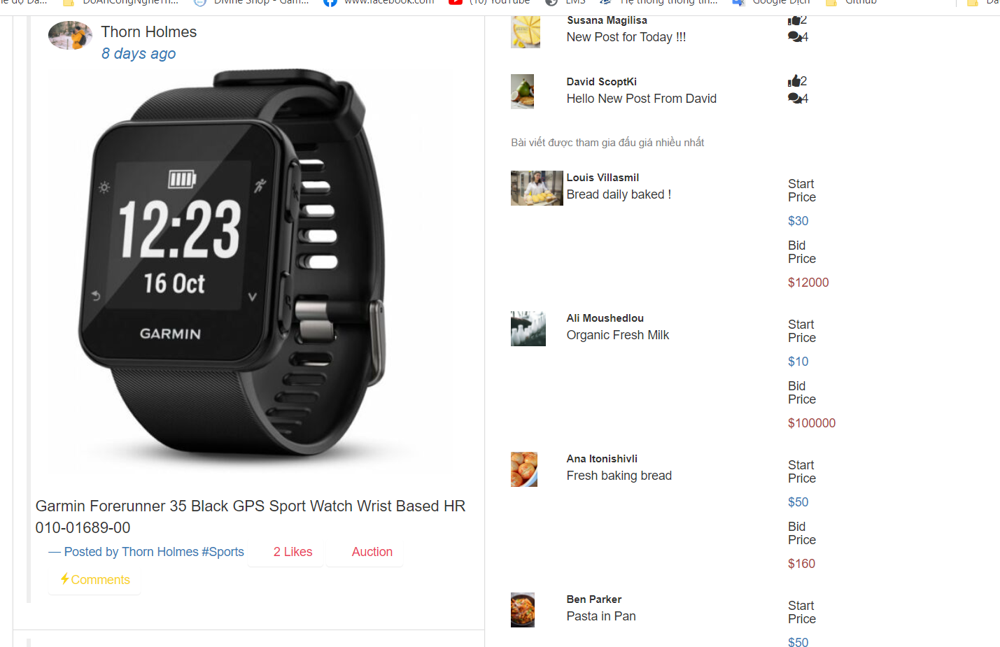 DoAnCongNgheTh...
Divine Shop - Gam...
www.facebook.com
(10) YouTube
LMS
Hệ thống thông tin...
Google Dịch
Github
Thorn Holmes
8 days ago
12:23
16 Oct
GARMIN
Garmin Forerunner 35 Black GPS Sport Watch Wrist Based HR
010-01689-00
— Posted by Thorn Holmes #Sports
2 Likes
Auction
Comments
Susana Magilisa
New Post for Today !!!
2
4
David ScoptKi
Hello New Post From David
2
4
Bài viết được tham gia đấu giá nhiều nhất
Louis Villasmil
Bread daily baked !
Start
Price
$30
Bid
Price
$12000
Ali Moushedlou
Organic Fresh Milk
Start
Price
$10
Bid
Price
$100000
Ana Itonishivli
Fresh baking bread
Start
Price
$50
Bid
Price
$160
Ben Parker
Pasta in Pan
Start
Price
$50